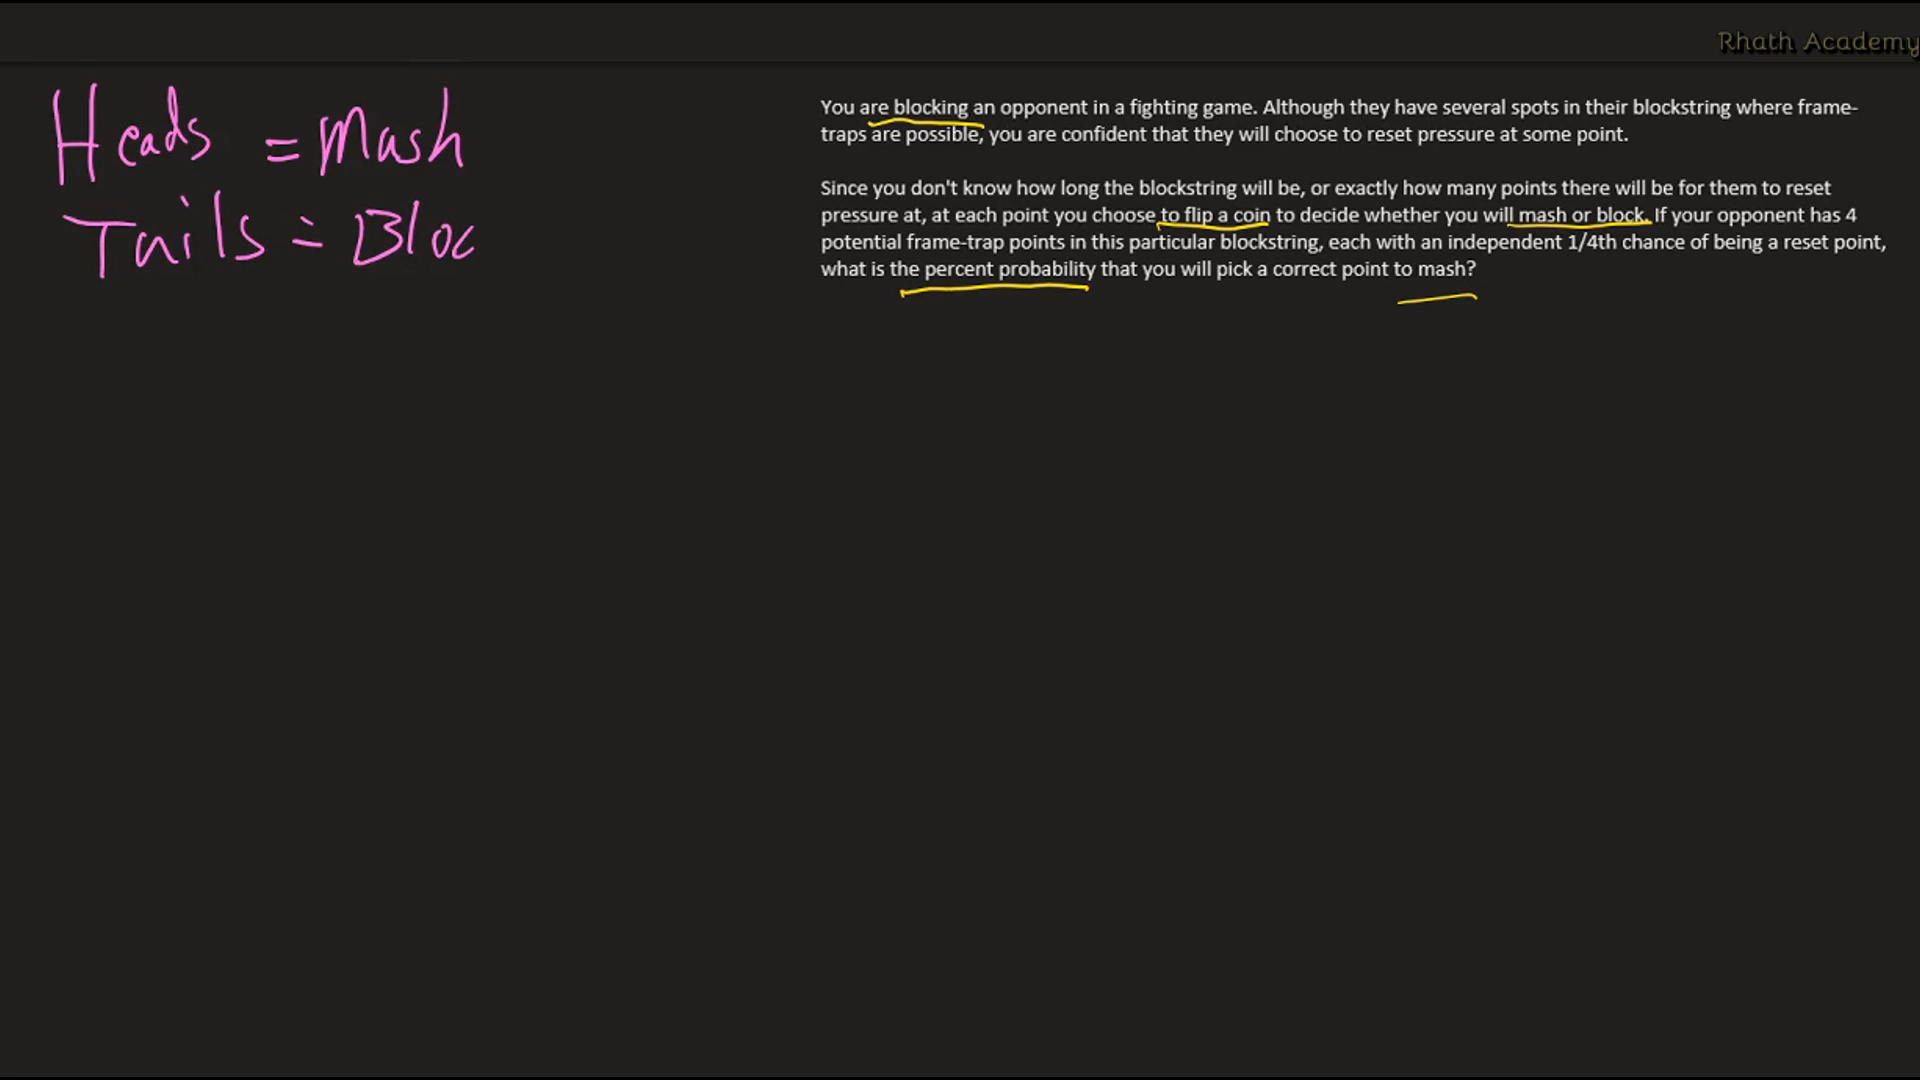 Rhath Academy
Heads = Mash
Tails = Bloc
You are blocking an opponent in a fighting game. Although they have several spots in their blockstring where frame-
traps are possible, you are confident that they will choose to reset pressure at some point.
Since you don't know how long the blockstring will be, or exactly how many points there will be for them to reset
pressure at, at each point you choose to flip a coin to decide whether you will mash or block. If your opponent has 4
potential frame-trap points in this particular blockstring, each with an independent 1/4th chance of being a reset point,
what is the percent probability that you will pick a correct point to mash?